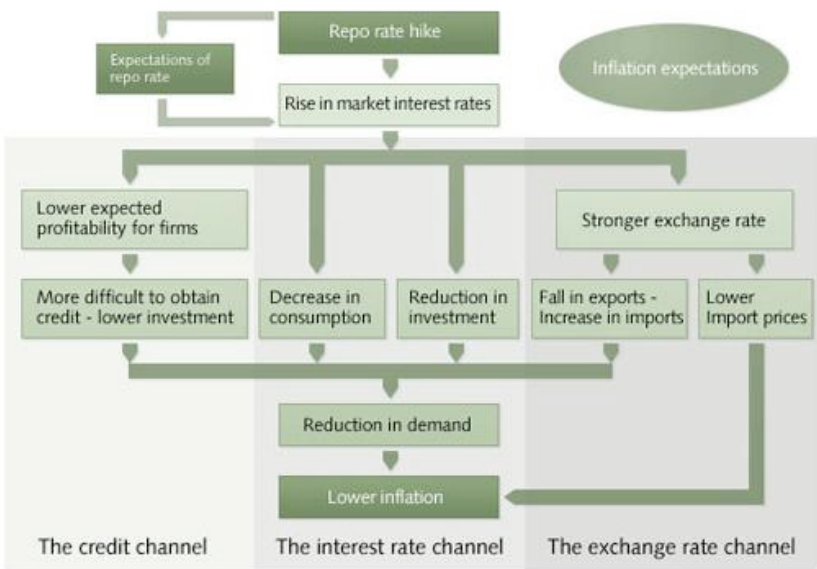 Repo rate hike
Expectations of
repo rate
Inflation expectations
Rise in market interest rates
Lower expected
profitability for firms
Stronger exchange rate
More difficult to obtain
credit - lower investment
Decrease in
consumption
Reduction in
investment
Fall in exports -
Increase in imports
Lower
Import prices
Reduction in demand
Lower inflation
The credit channel
The interest rate channel
The exchange rate channel